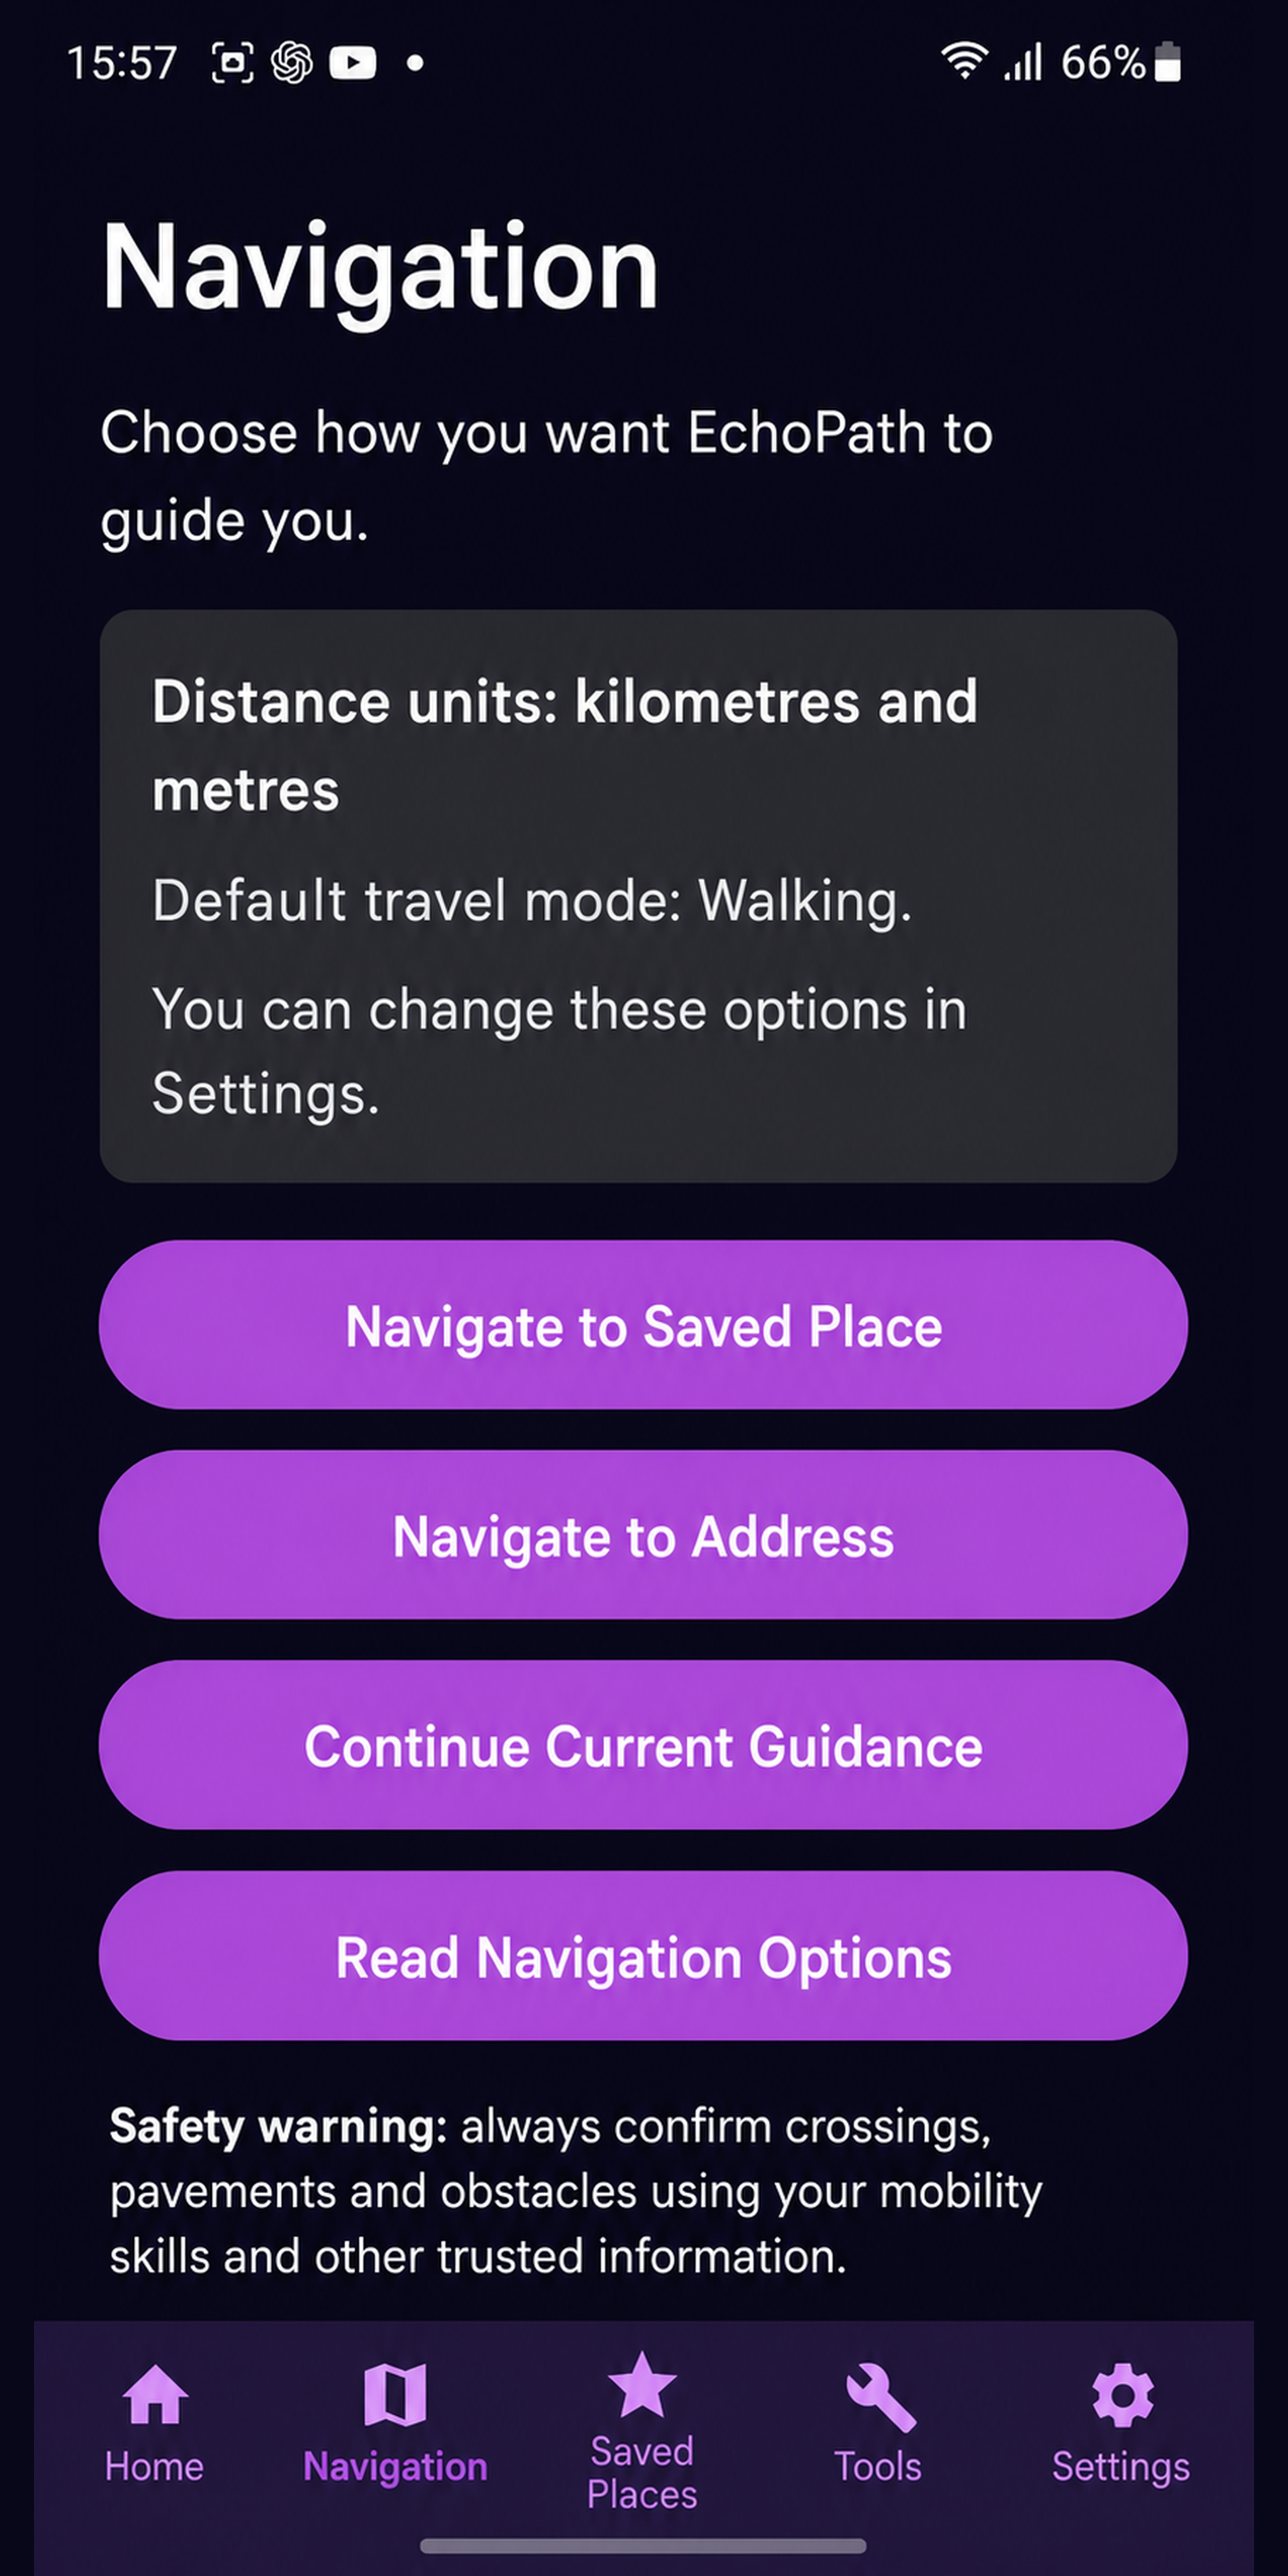 15:57
66%
Navigation
Choose how you want EchoPath to
guide you.
Distance units: kilometres and
metres
Default travel mode: Walking.
You can change these options in
Settings.
Navigate to Saved Place
Navigate to Address
Continue Current Guidance
Read Navigation Options
Safety warning: always confirm crossings,
pavements and obstacles using your mobility
skills and other trusted information.
Home
Navigation
Saved
Places
Tools
Settings